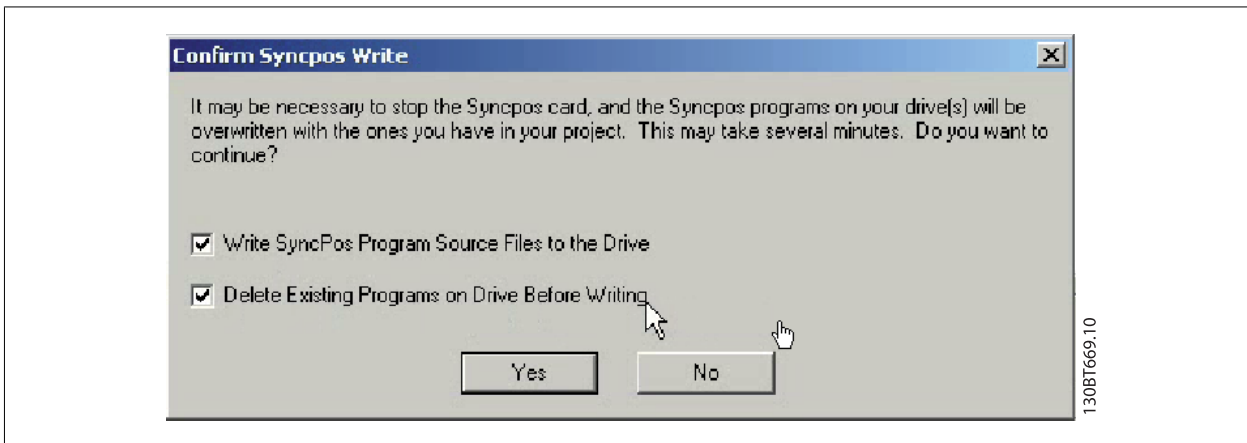 Confirm Syncpos Write
It may be necessary to stop the Syncpos card, and the Syncpos programs on your drive(s) will be
overwritten with the ones you have in your project. This may take several minutes. Do you want to
continue?
Write SyncPos Program Source Files to the Drive
Delete Existing Programs on Drive Before Writing
Yes
No
130BT669.10